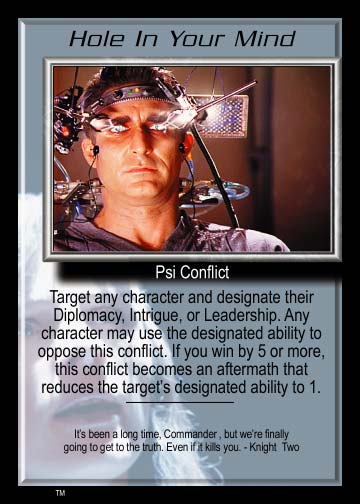 Hole In Your Mind
Psi Conflict
Target any character and designate their
Diplomacy, Intrigue, or Leadership. Any
character may use the designated ability to
oppose this conflict. If you win by 5 or more,
this conflict becomes an aftermath that
reduces the target's designated ability to 1.
It's been a long time, Commander , but we're finally
going to get to the truth. Even if it kills you. - Knight Two
TM